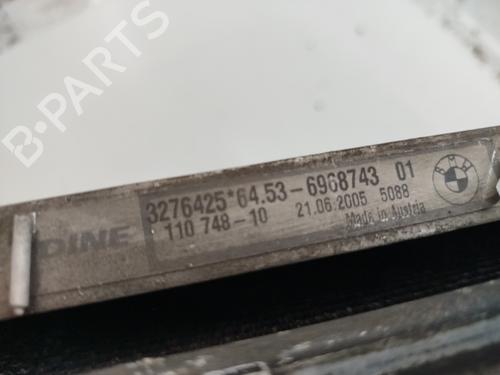 B-PARTS
3276425*64.53-6968743 01
DINE 110 748-10 21.06.2005 5088
Made in Austria
BMW